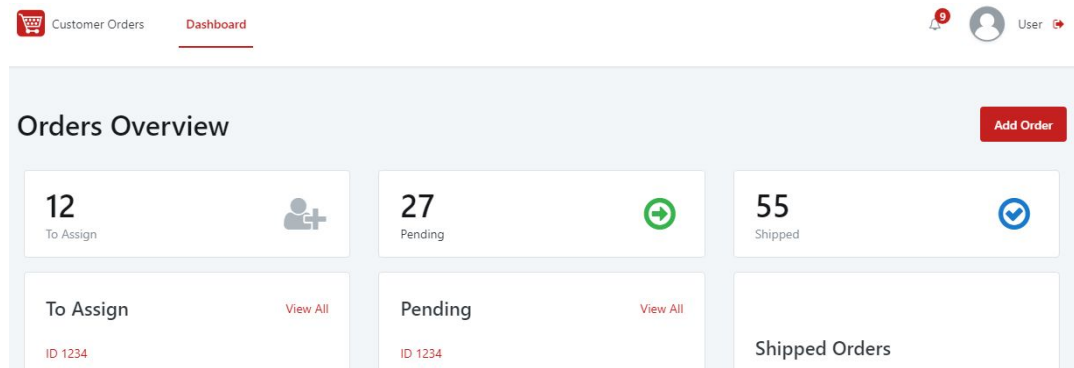 Customer Orders Dashboard 9 User
Orders Overview Add Order
12 27 55
To Assign Pending Shipped
To Assign View All Pending View All
Shipped Orders
ID 1234 ID 1234